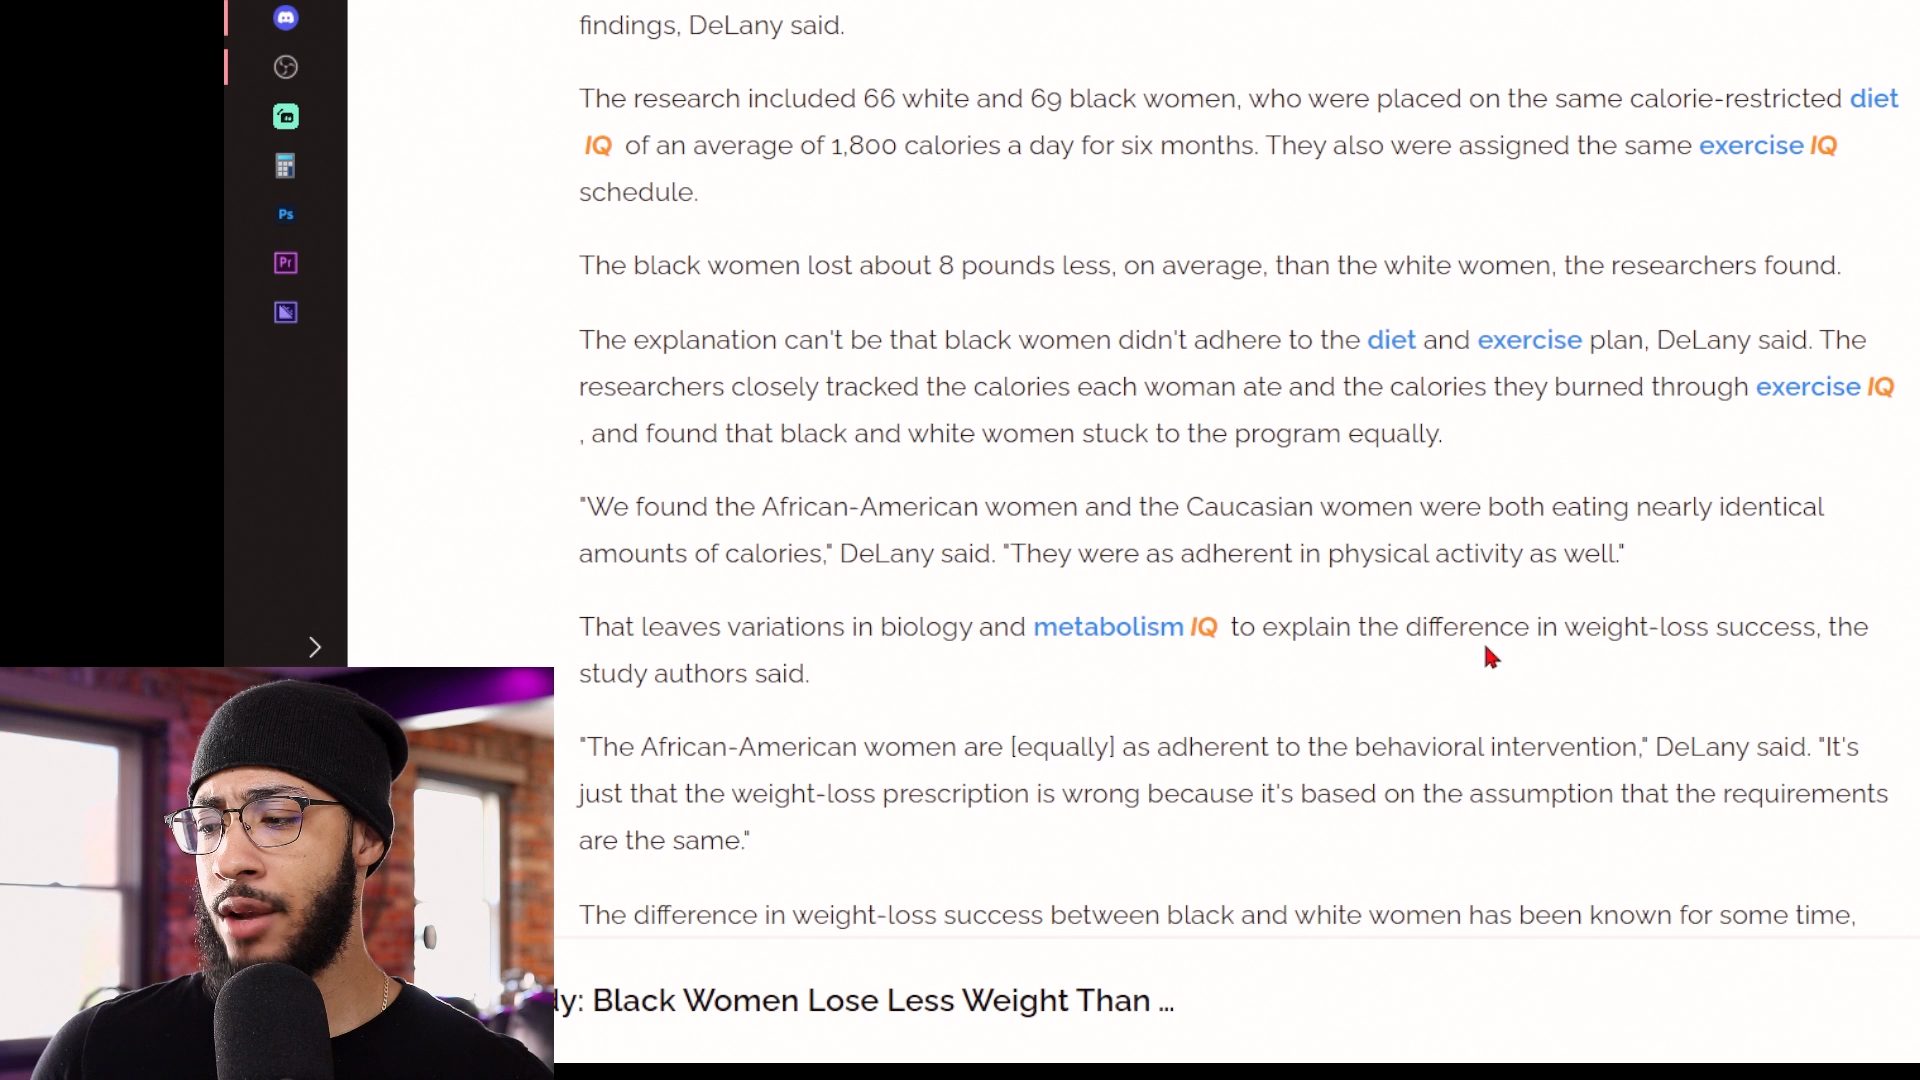 findings, DeLany said.
The research included 66 white and 69 black women, who were placed on the same calorie-restricted diet
IQ of an average of 1,800 calories a day for six months. They also were assigned the same exercise IQ
schedule.
The black women lost about 8 pounds less, on average, than the white women, the researchers found.
The explanation can't be that black women didn't adhere to the diet and exercise plan, DeLany said. The
researchers closely tracked the calories each woman ate and the calories they burned through exercise IQ
, and found that black and white women stuck to the program equally.
"We found the African-American women and the Caucasian women were both eating nearly identical
amounts of calories," DeLany said. "They were as adherent in physical activity as well."
That leaves variations in biology and metabolism IQ to explain the difference in weight-loss success, the
study authors said.
"The African-American women are [equally] as adherent to the behavioral intervention," DeLany said. "It's
just that the weight-loss prescription is wrong because it's based on the assumption that the requirements
are the same."
The difference in weight-loss success between black and white women has been known for some time,
dy: Black Women Lose Less Weight Than ...
Ps
Pr